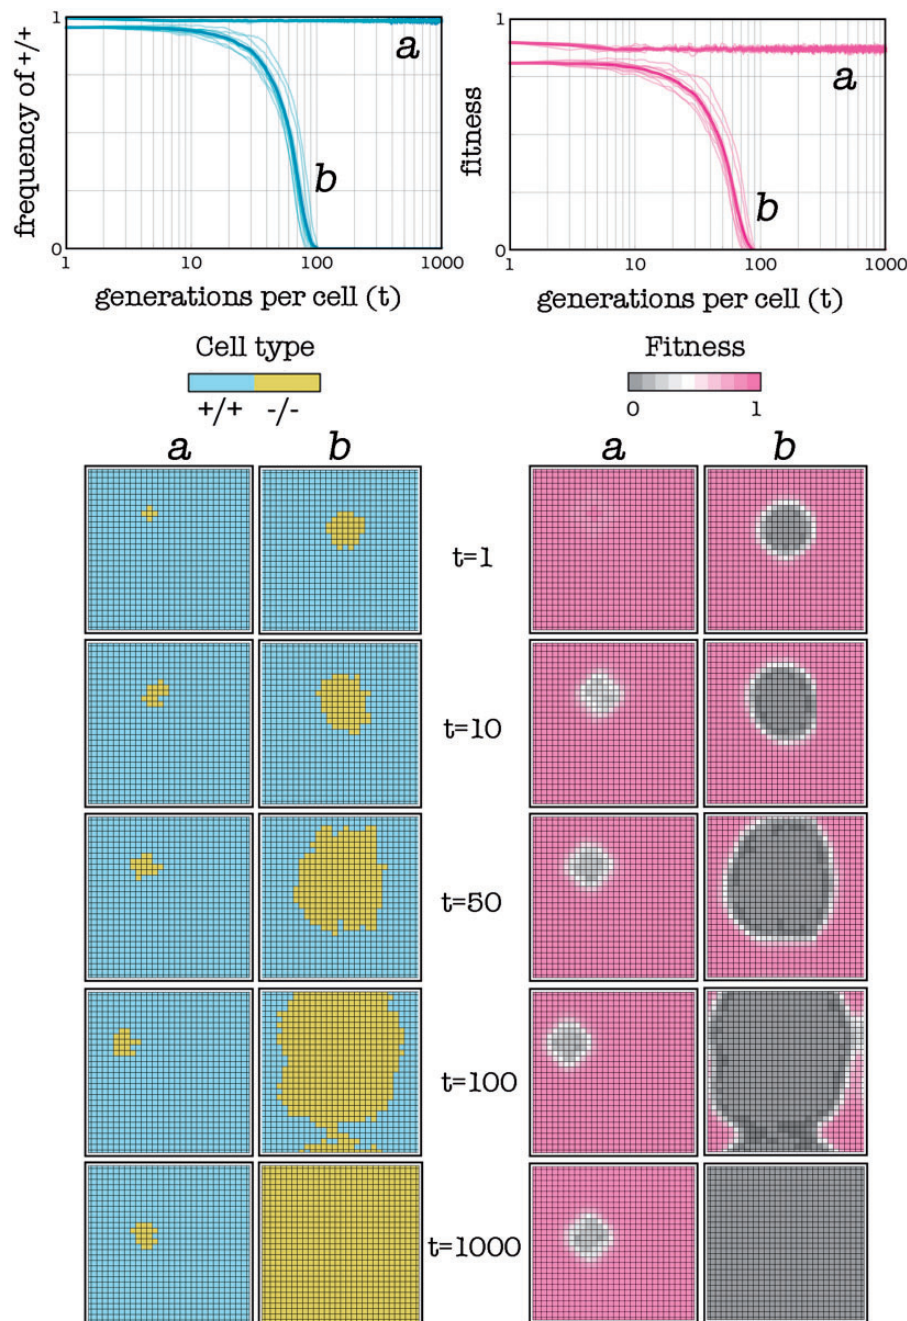 frequency of +/+
1
0
a
b
1 10 100 1000
generations per cell (t)
fitness
1
0
a
b
1 10 100 1000
generations per cell (t)
Cell type
+/+ -/-
Fitness
0 1
a b a b
t=1
t=10
t=50
t=100
t=1000